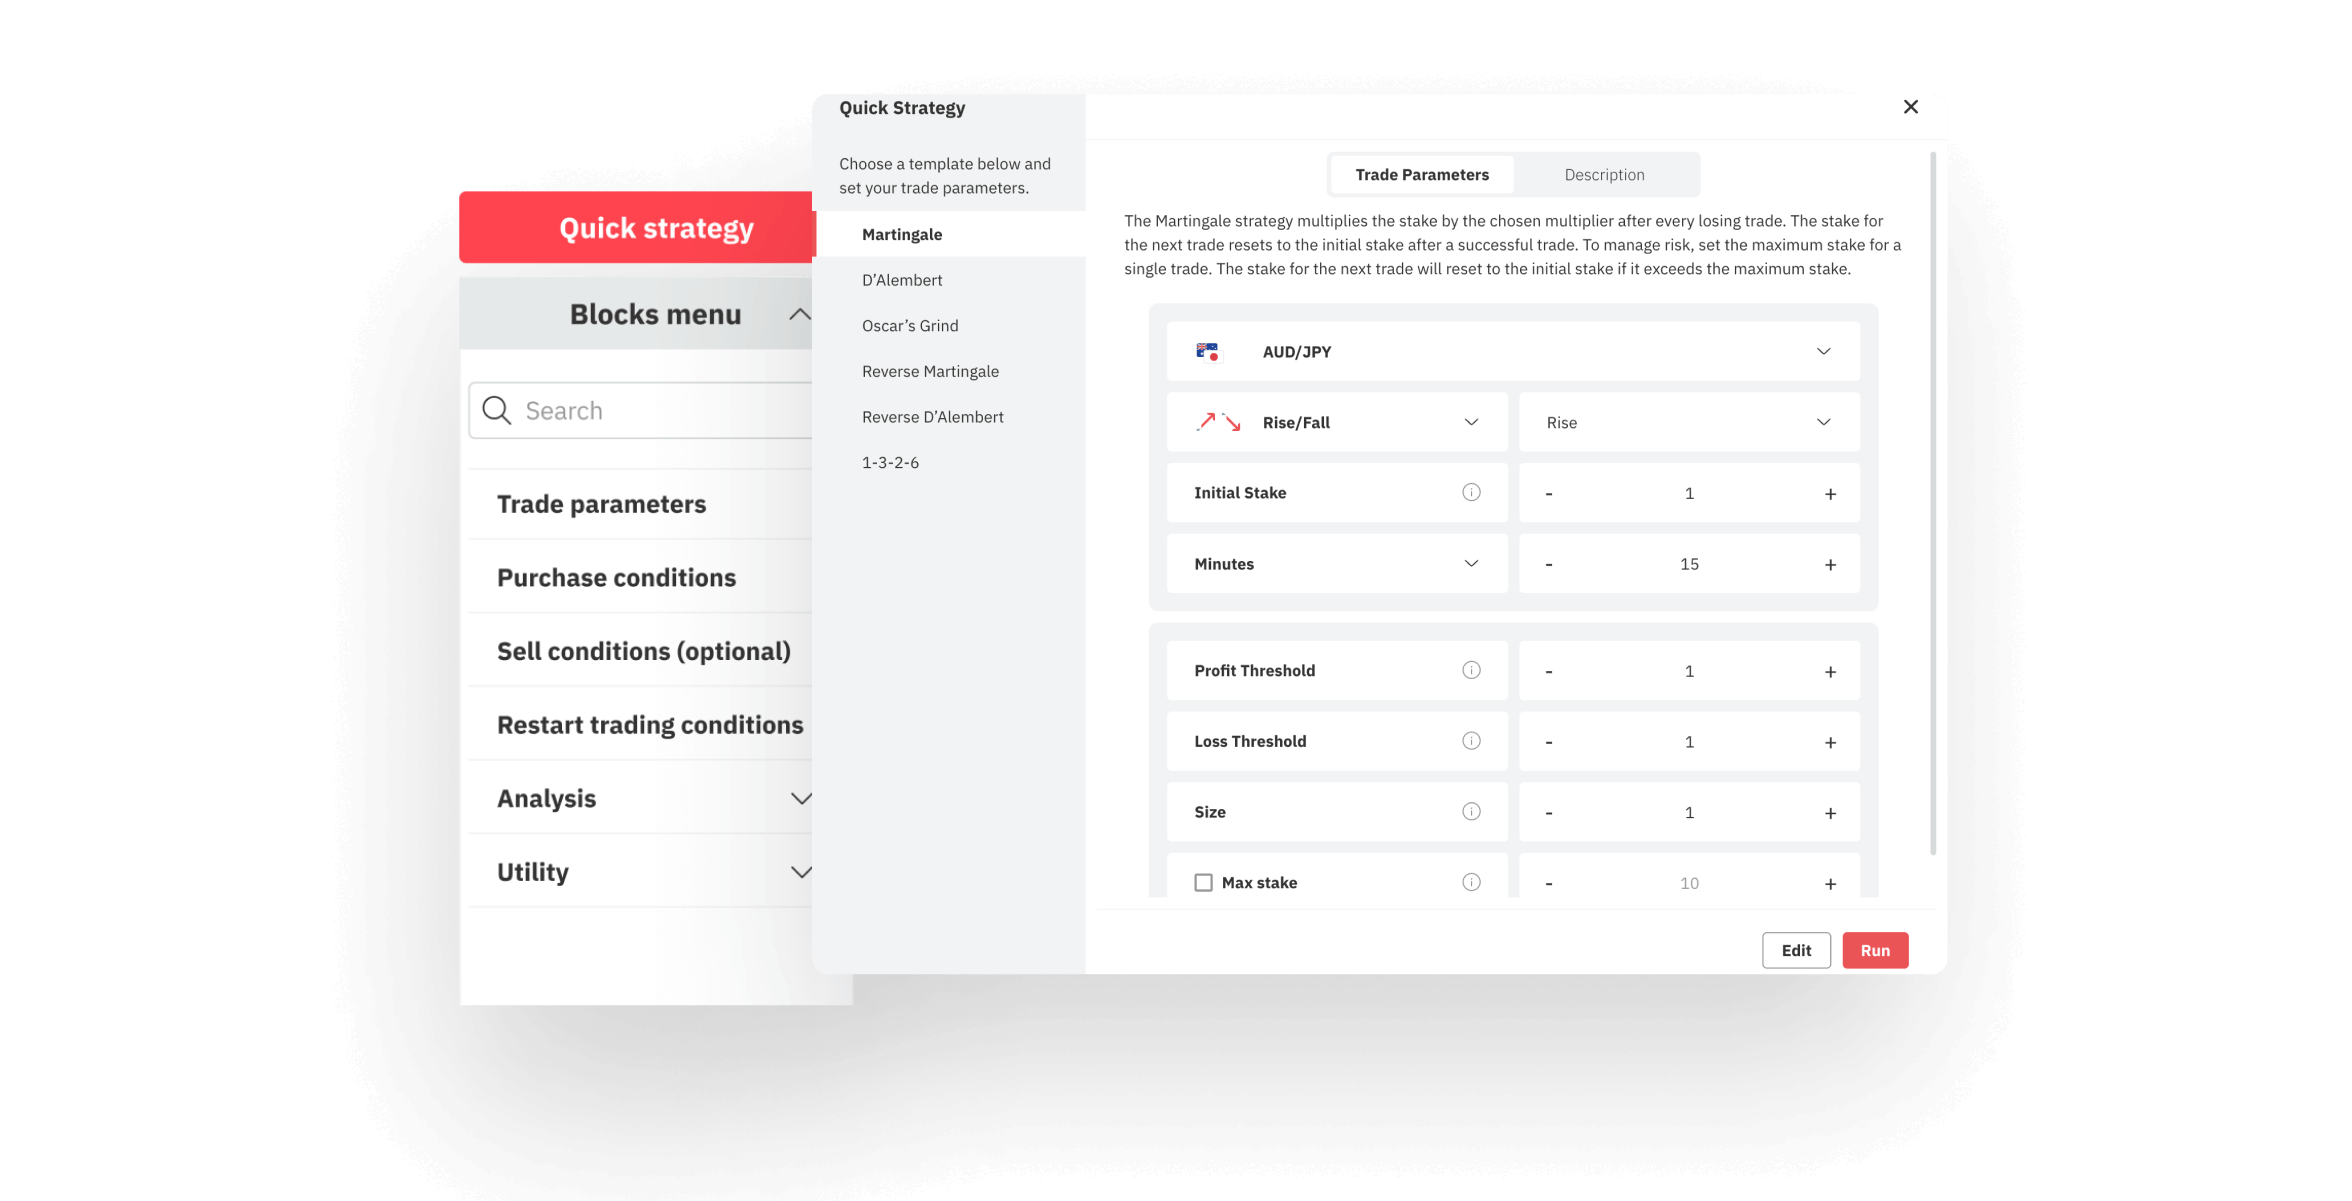 Quick strategy
Blocks menu
Search
Trade parameters
Purchase conditions
Sell conditions (optional)
Restart trading conditions
Analysis
Utility
Quick Strategy
Choose a template below and
set your trade parameters.
Martingale
D’Alembert
Oscar’s Grind
Reverse Martingale
Reverse D’Alembert
1-3-2-6
Trade Parameters Description
The Martingale strategy multiplies the stake by the chosen multiplier after every losing trade. The stake for
the next trade resets to the initial stake after a successful trade. To manage risk, set the maximum stake for a
single trade. The stake for the next trade will reset to the initial stake if it exceeds the maximum stake.
AUD/JPY
Rise/Fall Rise
Initial Stake - 1 +
Minutes - 15 +
Profit Threshold - 1 +
Loss Threshold - 1 +
Size - 1 +
Max stake - 10 +
Edit Run